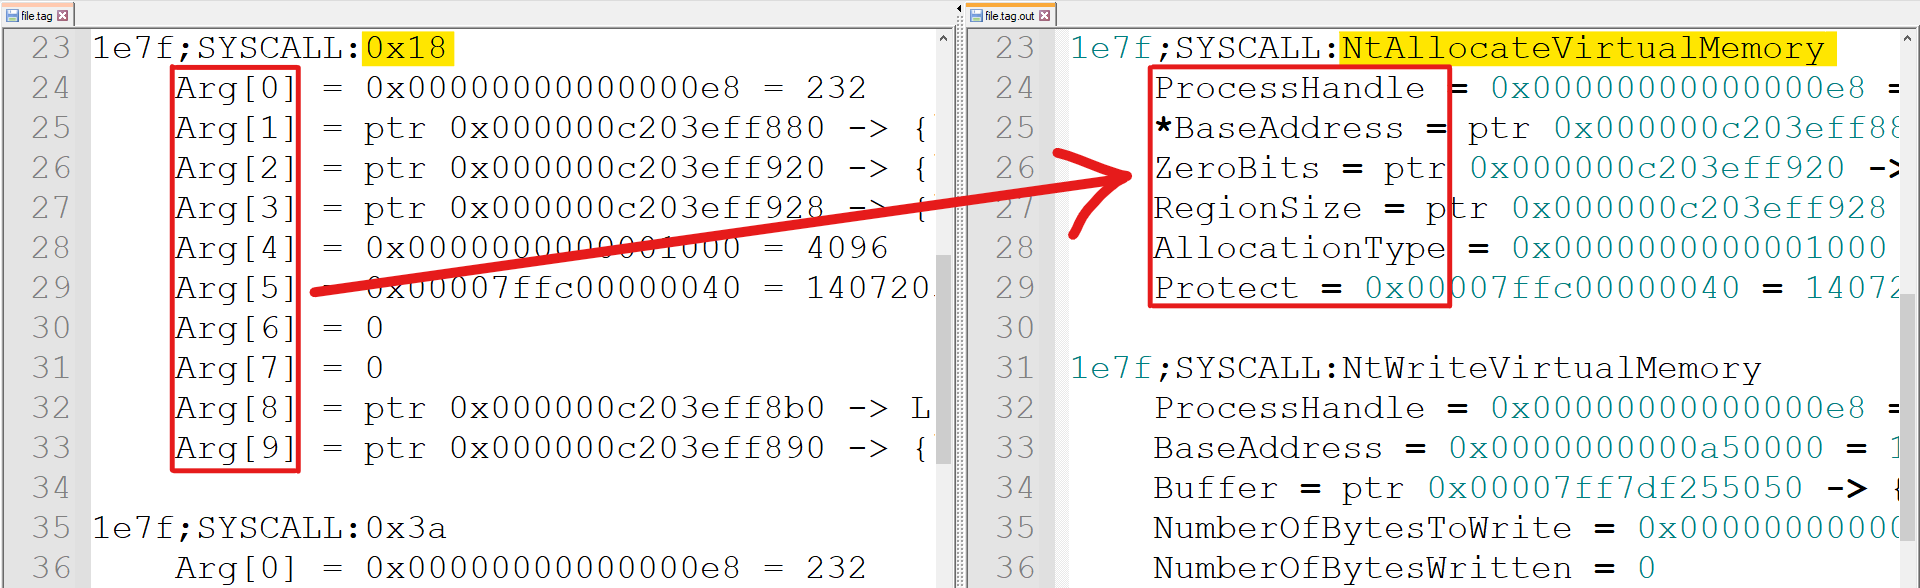 file.tag
23 1e7f;SYSCALL:0x18
24 Arg[0] = 0x00000000000000e8 = 232
25 Arg[1] = ptr 0x000000c203eff880 -> {
26 Arg[2] = ptr 0x000000c203eff920 -> {
27 Arg[3] = ptr 0x000000c203eff928 -> {
28 Arg[4] = 0x0000000000001000 = 4096
29 Arg[5] = 0x00007ffc00000040 = 140720
30 Arg[6] = 0
31 Arg[7] = 0
32 Arg[8] = ptr 0x000000c203eff8b0 -> L
33 Arg[9] = ptr 0x000000c203eff890 -> {
34
35 1e7f;SYSCALL:0x3a
36 Arg[0] = 0x00000000000000e8 = 232
file.tag.out
23 1e7f;SYSCALL:NtAllocateVirtualMemory
24 ProcessHandle = 0x00000000000000e8 =
25 *BaseAddress = ptr 0x000000c203eff88
26 ZeroBits = ptr 0x000000c203eff920 ->
27 RegionSize = ptr 0x000000c203eff928
28 AllocationType = 0x0000000000001000
29 Protect = 0x00007ffc00000040 = 14072
30
31 1e7f;SYSCALL:NtWriteVirtualMemory
32 ProcessHandle = 0x00000000000000e8 =
33 BaseAddress = 0x0000000000a50000 = 1
34 Buffer = ptr 0x00007ff7df255050 -> {
35 NumberOfBytesToWrite = 0x00000000000
36 NumberOfBytesWritten = 0